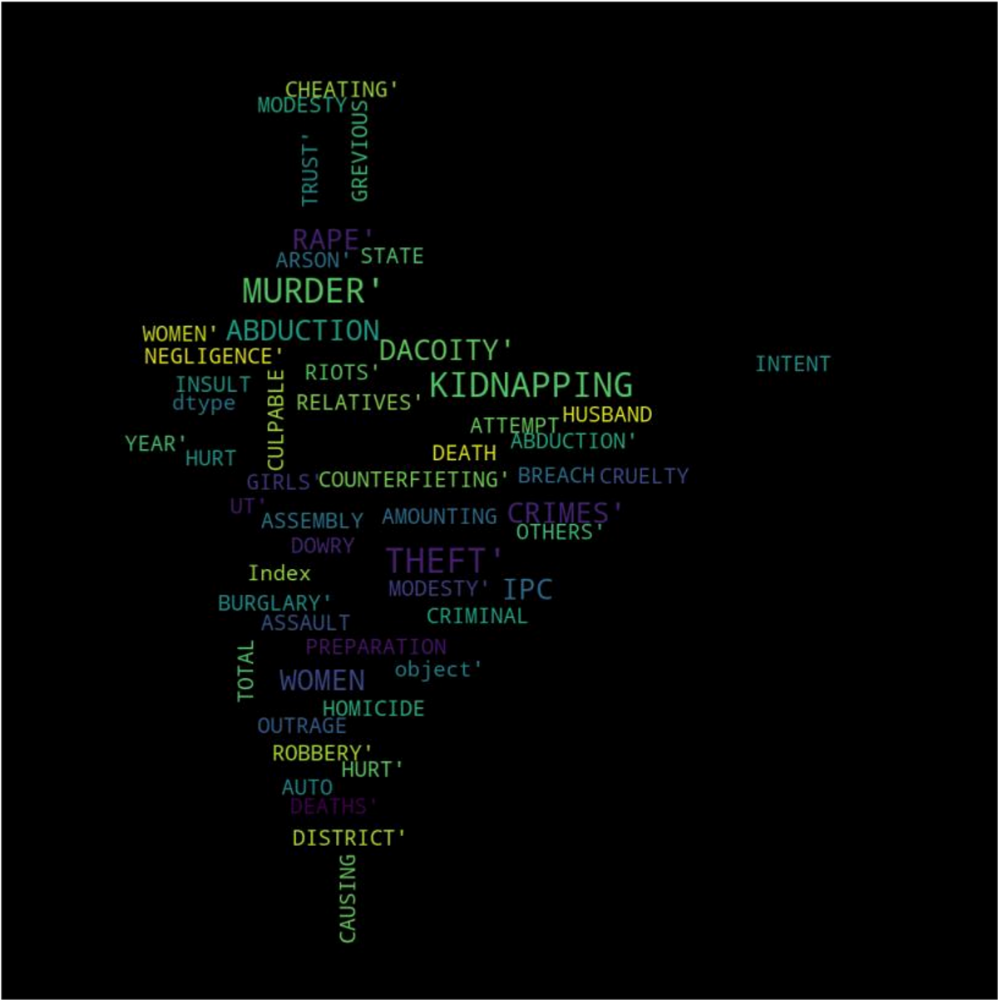 CHEATING'
MODESTY
GREVIOUS
TRUST'
RAPE'
STATE
ARSON'
MURDER'
ABDUCTION
WOMEN'
DACOITY'
NEGLIGENCE'
INTENT
RIOTS'
CULPABLE
KIDNAPPING
INSULT
dtype
RELATIVES'
HUSBAND
ATTEMPT
ABDUCTION'
YEAR'
DEATH
HURT
BREACH
CRUELTY
GIRLS'
COUNTERFIETING'
UT'
CRIMES'
AMOUNTING
ASSEMBLY
OTHERS'
DOWRY
THEFT'
Index
MODESTY'
IPC
BURGLARY'
CRIMINAL
ASSAULT
PREPARATION
TOTAL
object'
WOMEN
HOMICIDE
OUTRAGE
ROBBERY'
HURT'
AUTO
DEATHS'
DISTRICT'
CAUSING